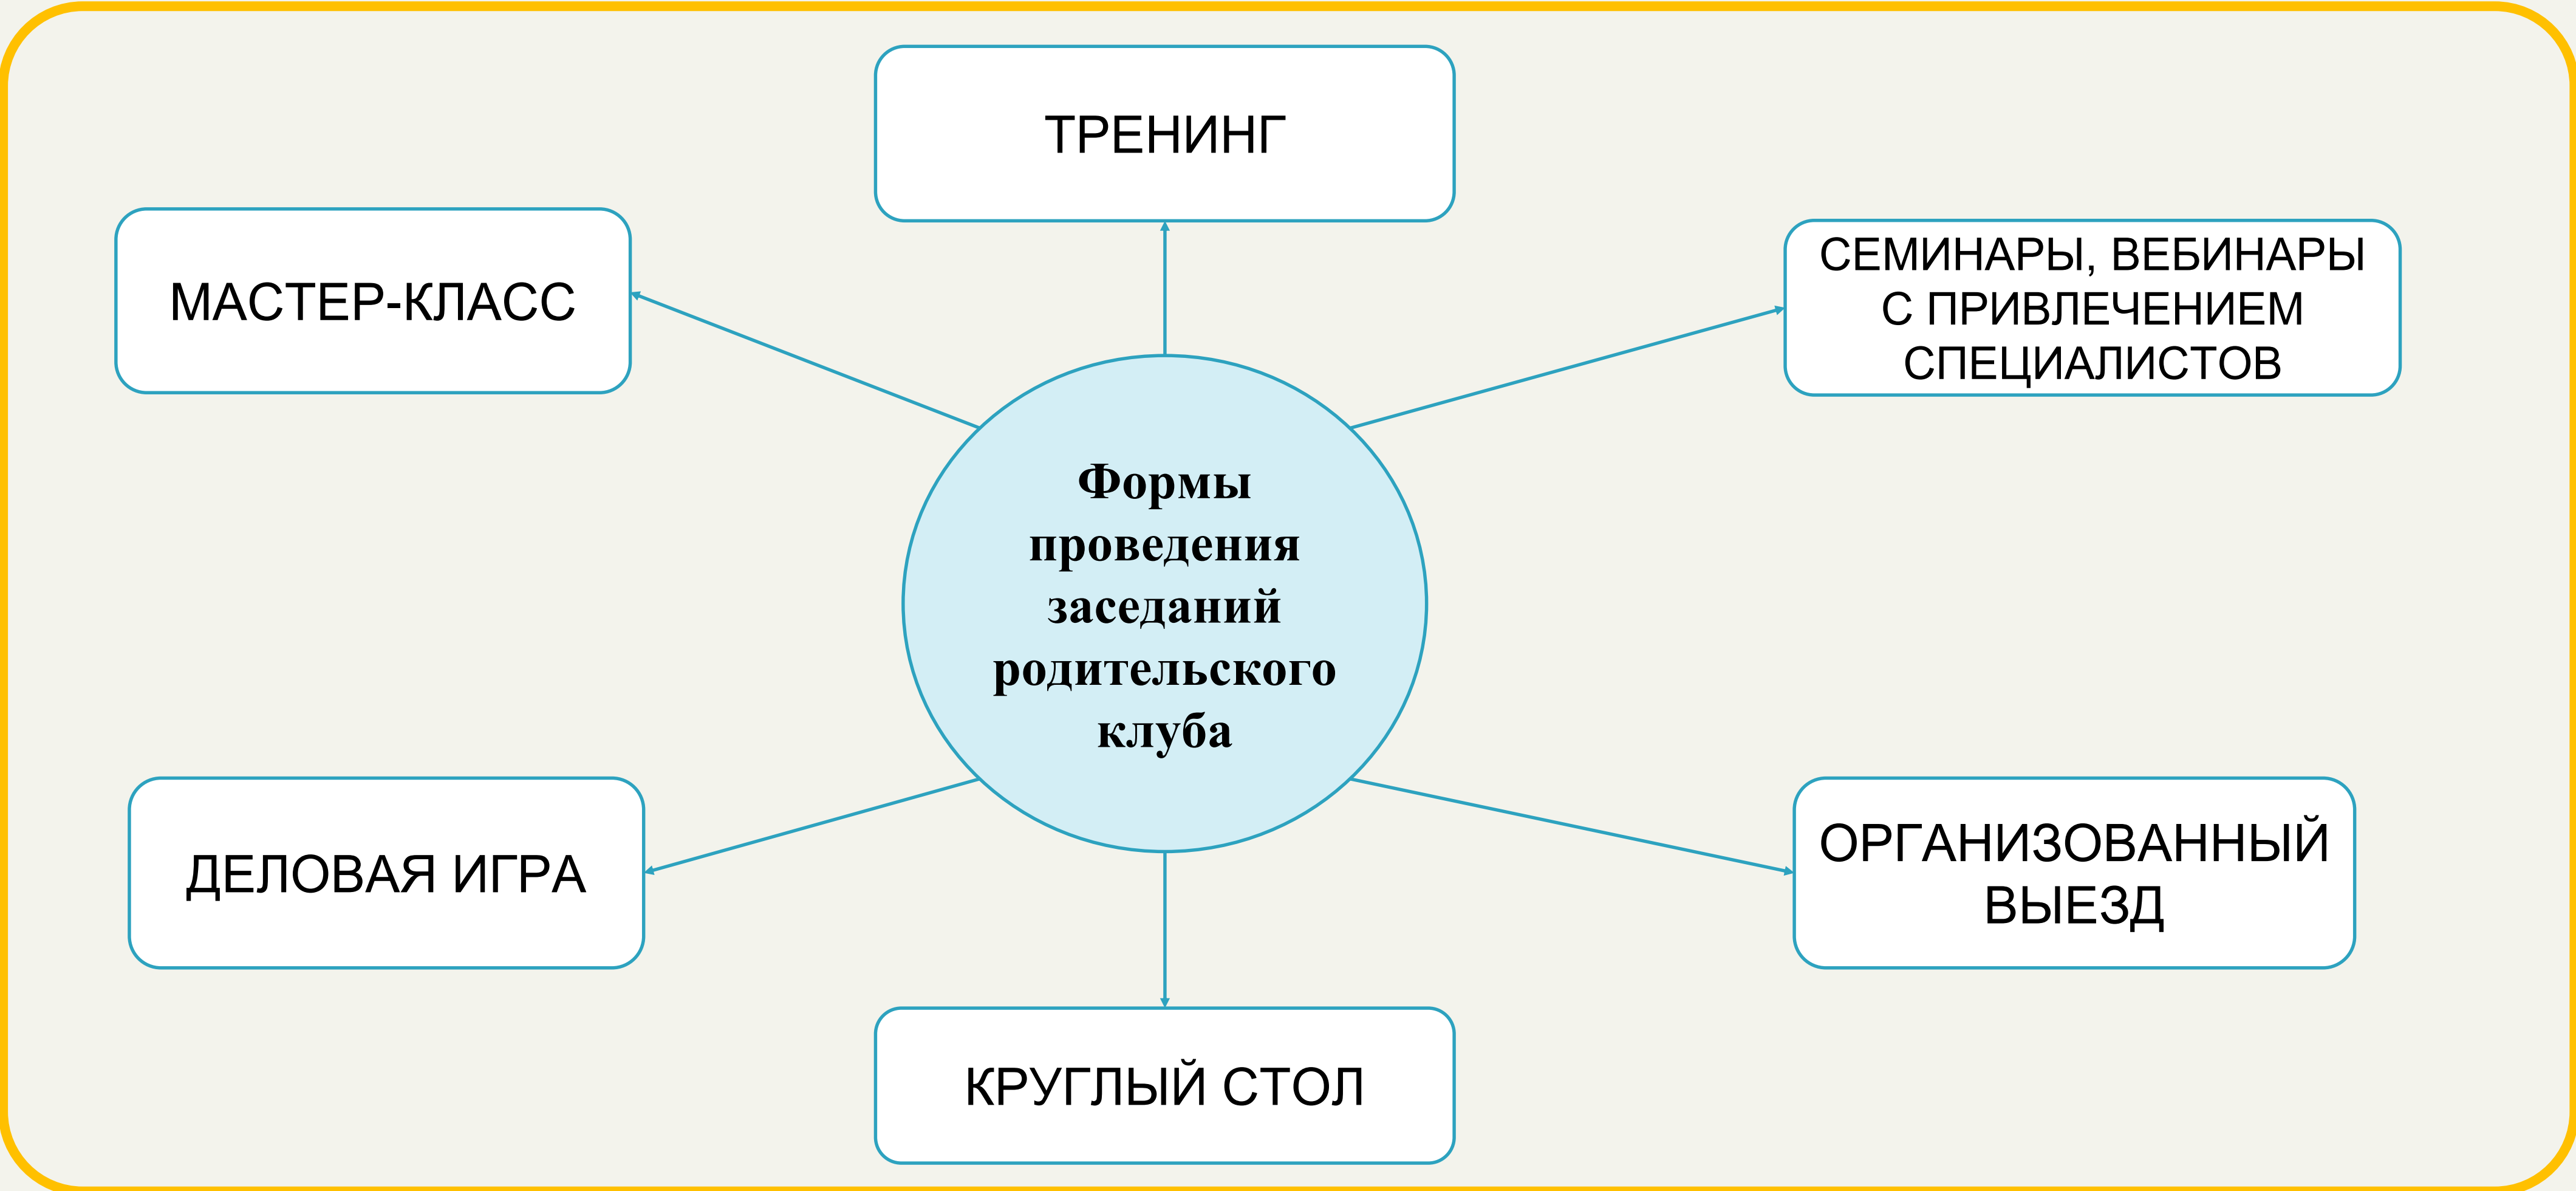 ТРЕНИНГ
МАСТЕР-КЛАСС
СЕМИНАРЫ, ВЕБИНАРЫ
С ПРИВЛЕЧЕНИЕМ
СПЕЦИАЛИСТОВ
Формы
проведения
заседаний
родительского
клуба
ДЕЛОВАЯ ИГРА
ОРГАНИЗОВАННЫЙ
ВЫЕЗД
КРУГЛЫЙ СТОЛ